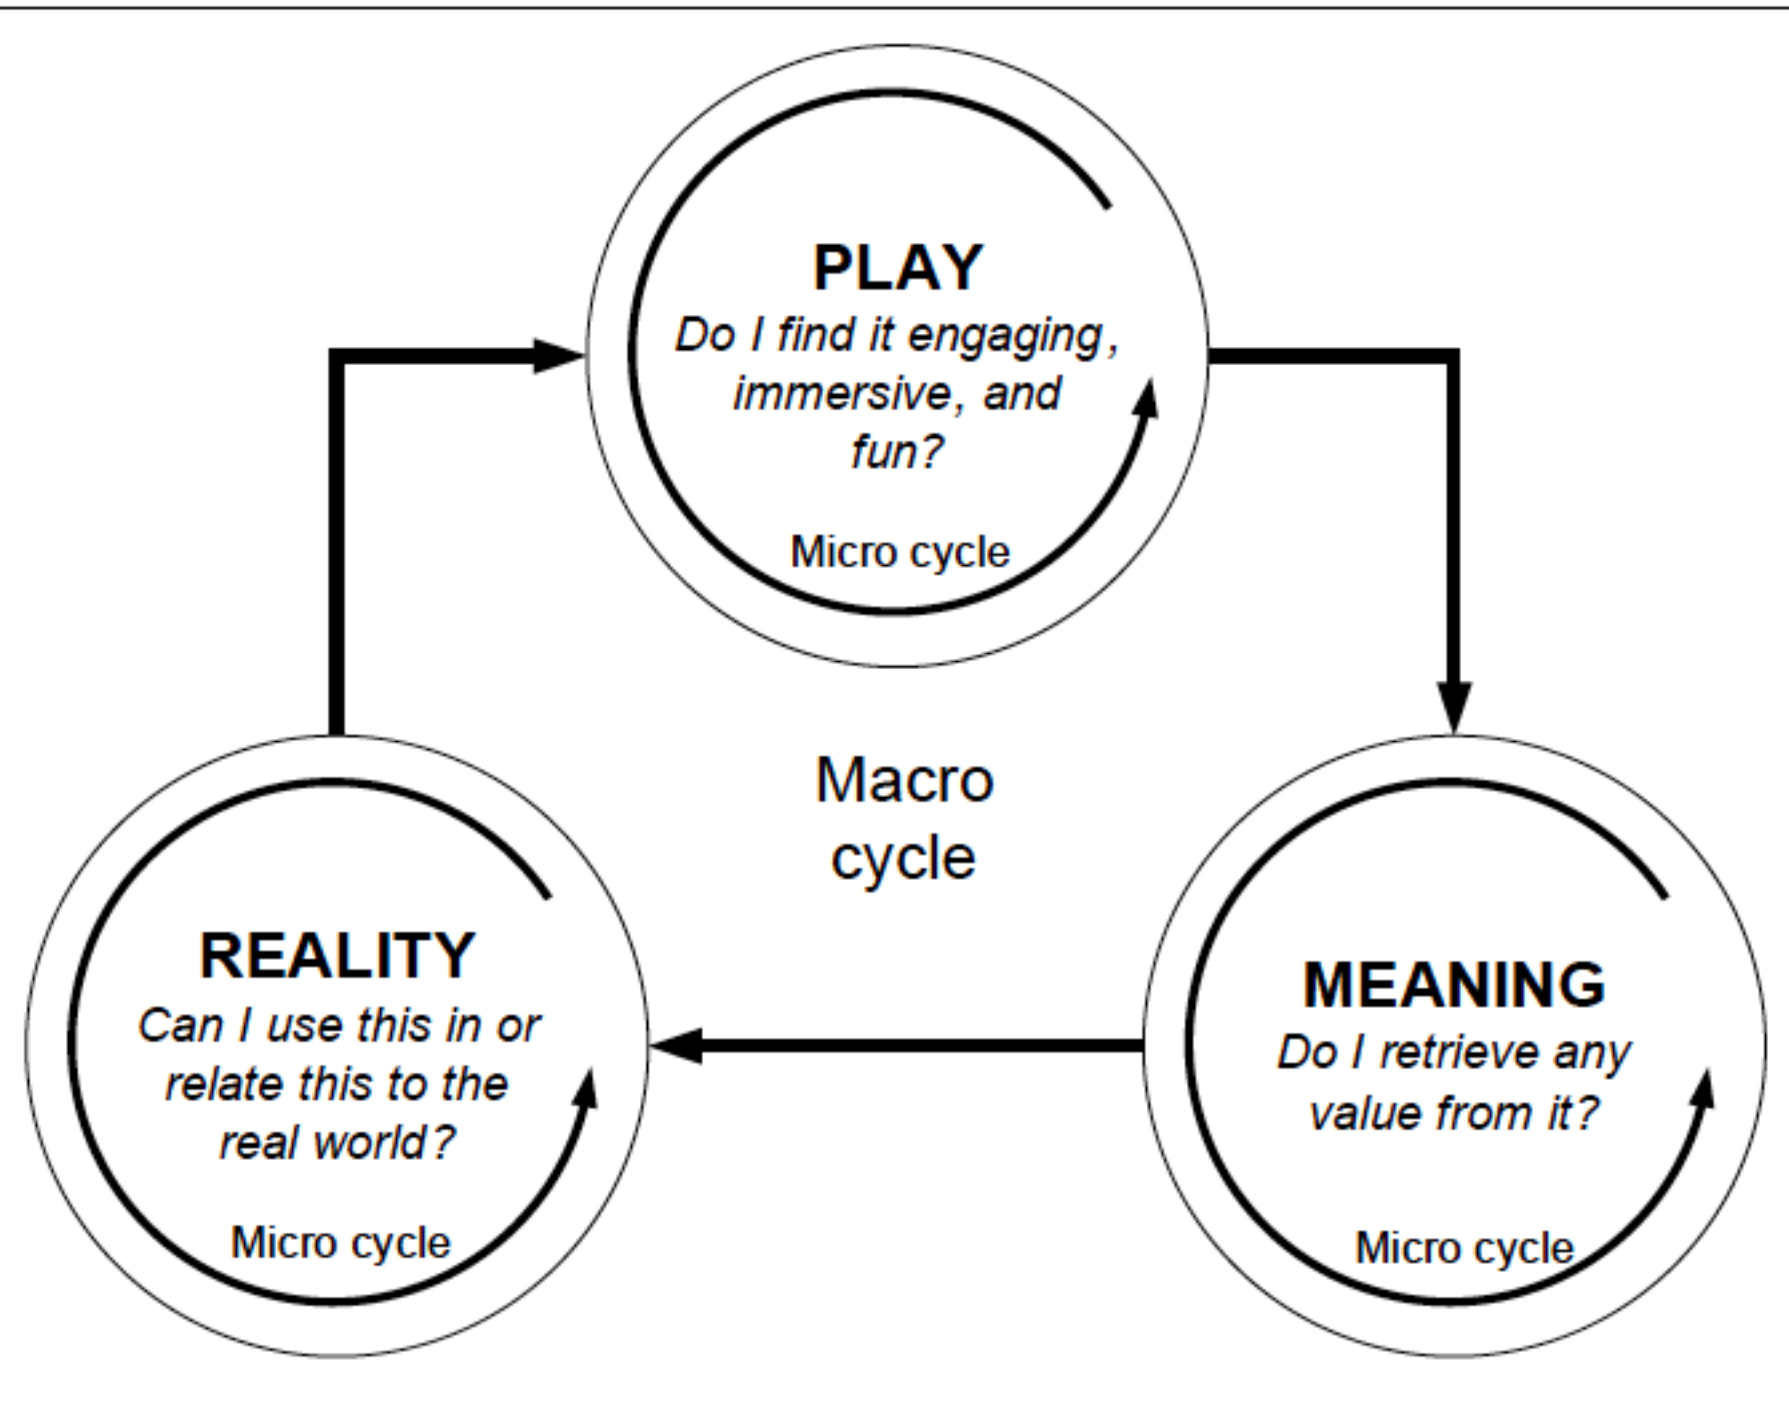 PLAY
Do I find it engaging,
immersive, and
fun?
Micro cycle
Macro
cycle
REALITY
Can I use this in or
relate this to the
real world?
Micro cycle
MEANING
Do I retrieve any
value from it?
Micro cycle